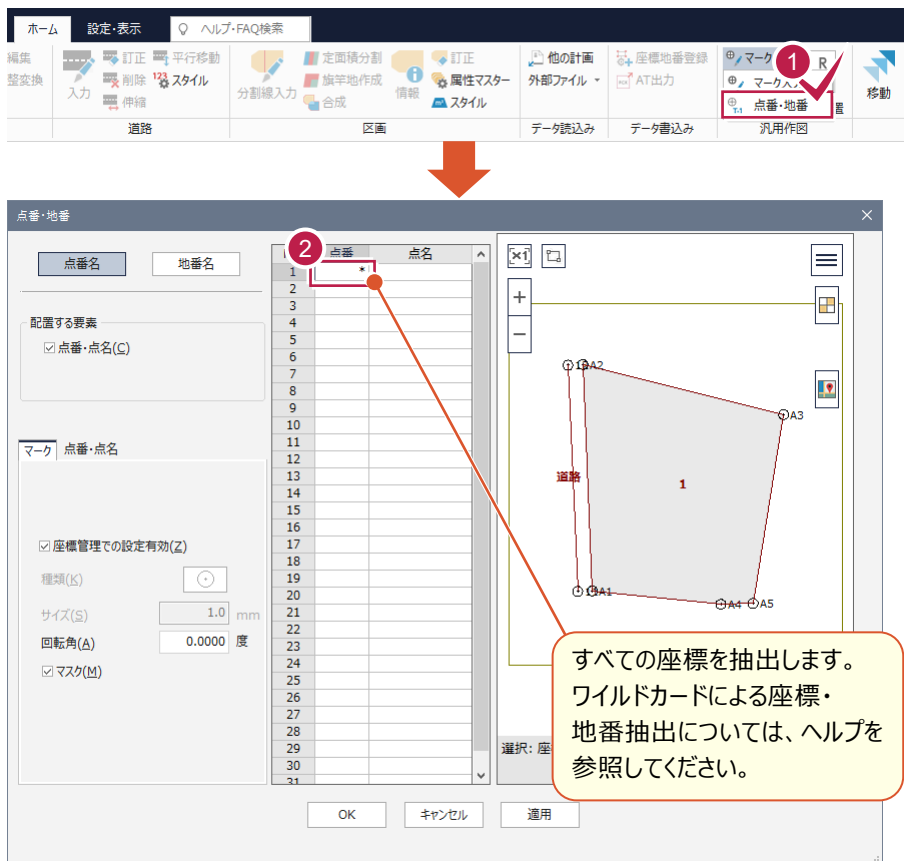 ホーム 設定・表示 ヘルプ・FAQ検索
編集 訂正 平行移動 定面積分割 訂正 他の計画 座標地番登録 マーク R
整変換 入力 削除 123 スタイル 分割線入力 旗竿地作成 情報 属性マスター 外部ファイル AT出力 マーク入 移動
伸縮 合成 スタイル T-1 点番・地番 置
道路 区画 データ読込み データ書込み 汎用作図
1
点番・地番
点番名 地番名
配置する要素
点番・点名(C)
マーク 点番・点名
座標管理での設定有効(Z)
種類(K)
サイズ(S) 1.0 mm
回転角(A) 0.0000 度
マスク(M)
2
点番 点名
1 *
2
3
4
5
6
7
8
9
10
11
12
13
14
15
16
17
18
19
20
21
22
23
24
25
26
27
28
29
30
31
×1
+
−
A2
A3
道路 1
A1
A4 A5
選択: 座
すべての座標を抽出します。
ワイルドカードによる座標・
地番抽出については、ヘルプを
参照してください。
OK キャンセル 適用